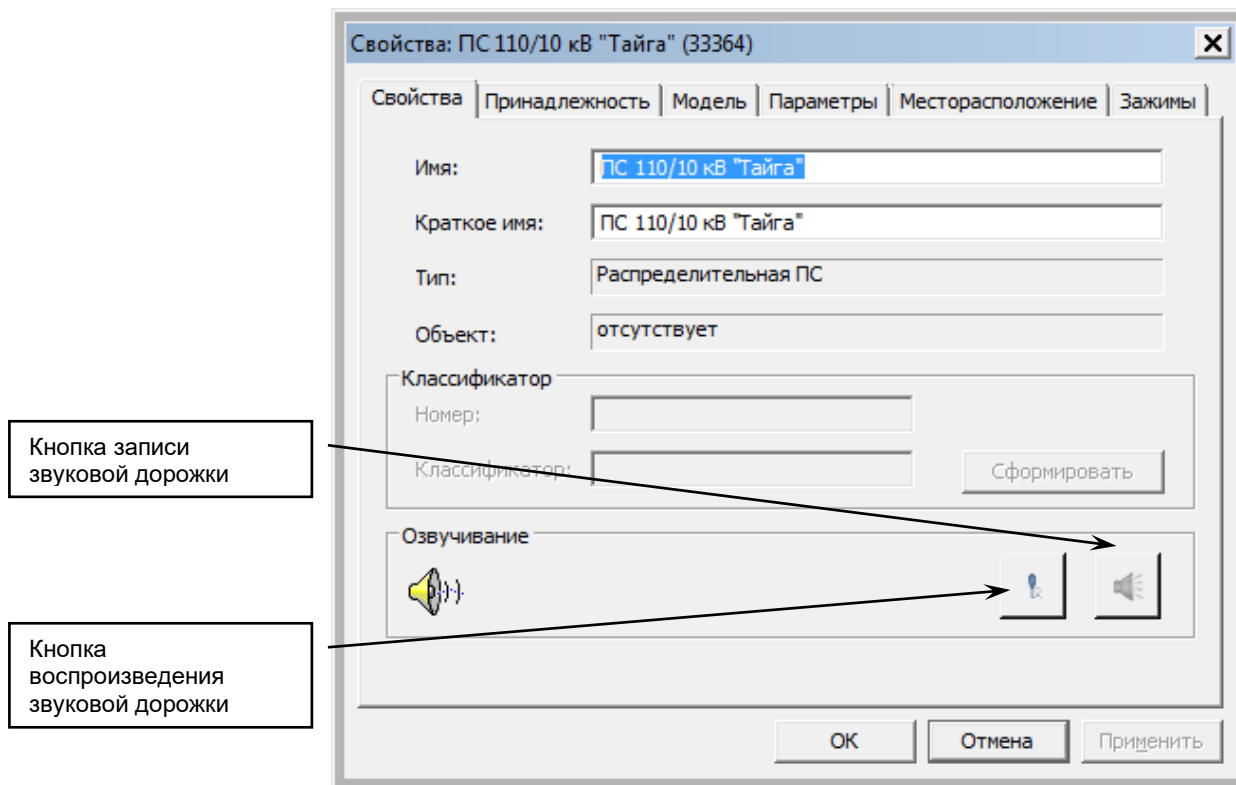 Свойства: ПС 110/10 кВ "Тайга" (33364)
Свойства Принадлежность Модель Параметры Месторасположение Зажимы
Имя: ПС 110/10 кВ "Тайга"
Краткое имя: ПС 110/10 кВ "Тайга"
Тип: Распределительная ПС
Объект: отсутствует
Классификатор
Номер:
Классификатор: Сформировать
Кнопка записи
звуковой дорожки
Озвучивание
Кнопка
воспроизведения
звуковой дорожки
ОК Отмена Применить